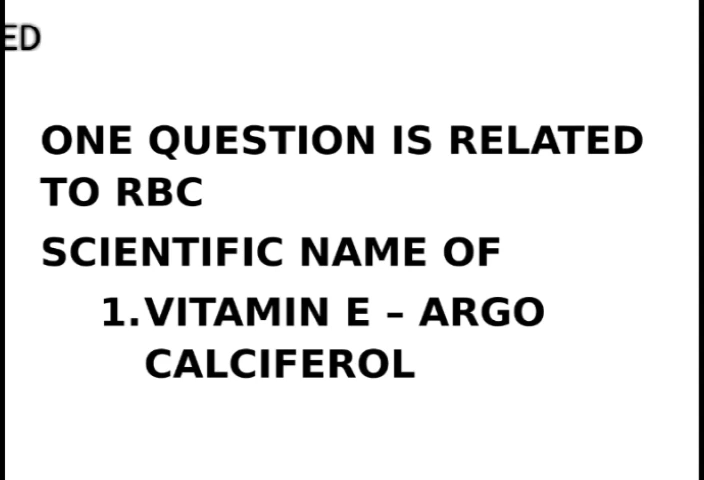 ED
ONE QUESTION IS RELATED
TO RBC
SCIENTIFIC NAME OF
1.VITAMIN E – ARGO
CALCIFEROL